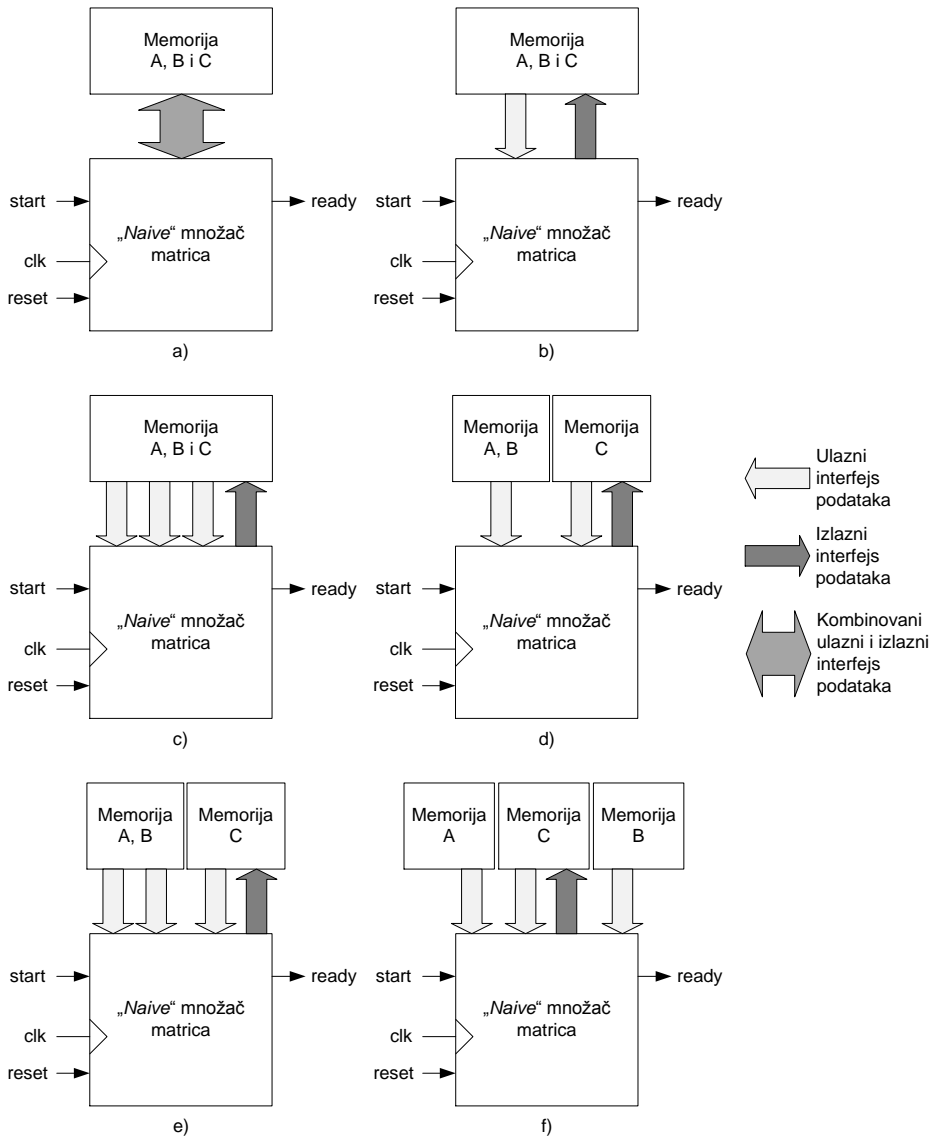 Memorija
A, B i C
start
ready
„Naive“ množač
matrica
clk
reset
a)
Memorija
A, B i C
start
ready
„Naive“ množač
matrica
clk
reset
b)
Memorija
A, B i C
start
ready
„Naive“ množač
matrica
clk
reset
c)
Memorija
A, B
Memorija
C
start
ready
„Naive“ množač
matrica
clk
reset
d)
Ulazni
interfejs
podataka
Izlazni
interfejs
podataka
Kombinovani
ulazni i izlazni
interfejs
podataka
Memorija
A, B
Memorija
C
start
ready
„Naive“ množač
matrica
clk
reset
e)
Memorija
A
Memorija
C
Memorija
B
start
ready
„Naive“ množač
matrica
clk
reset
f)